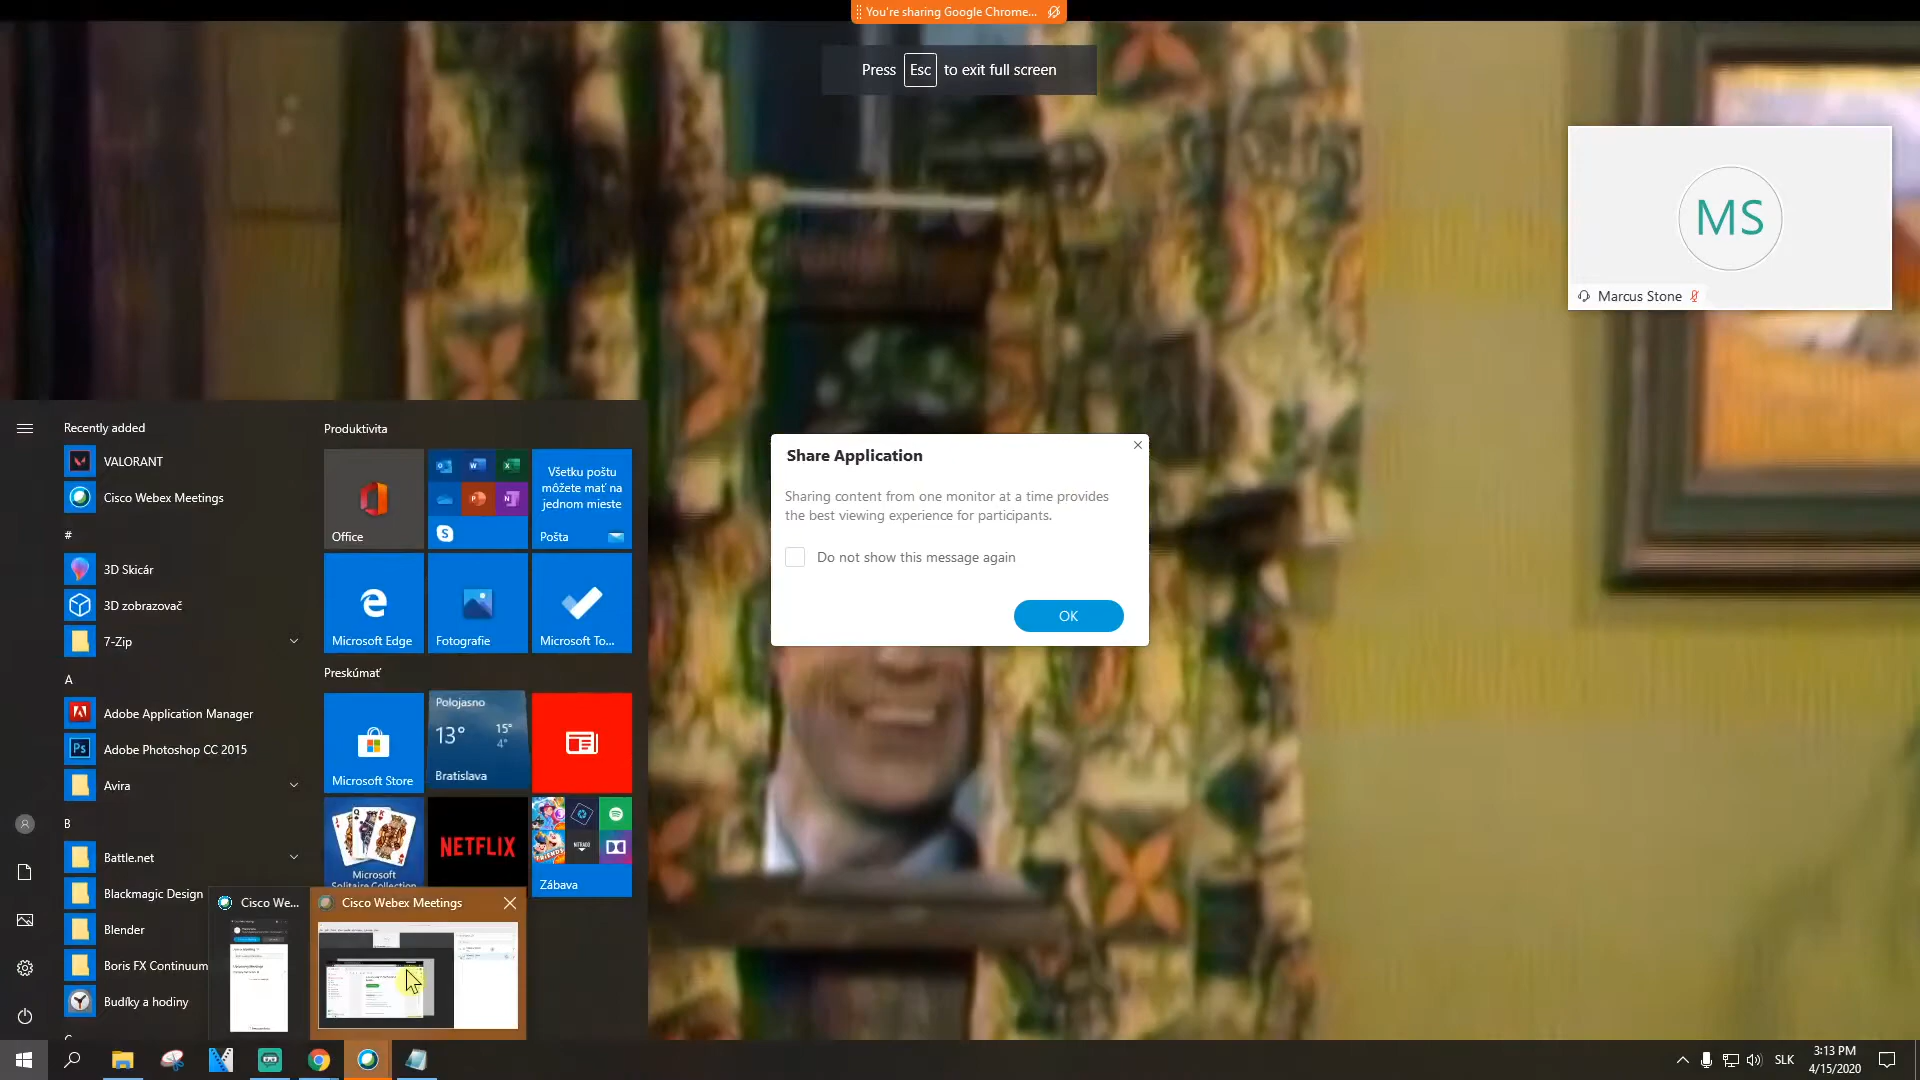 You're sharing Google Chrome...
Press Esc to exit full screen
MS
Marcus Stone
Share Application
Sharing content from one monitor at a time provides
the best viewing experience for participants.
Do not show this message again
OK
Recently added
VALORANT
Cisco Webex Meetings
#
3D Skicár
3D zobrazovač
7-Zip
A
Adobe Application Manager
Ps
Adobe Photoshop CC 2015
Avira
B
Battle.net
Blackmagic Design
Blender
Boris FX Continuum
Budíky a hodiny
Produktivita
Office
Všetku poštu
môžete mať na
jednom mieste
Pošta
Microsoft Edge
Fotografie
Microsoft To...
Preskúmať
Microsoft Store
Polojasno
13°
15°
4°
Bratislava
Microsoft
Solitaire Collection
NETFLIX
Zábava
Cisco We...
Cisco Webex Meetings
SLK
3:13 PM
4/15/2020